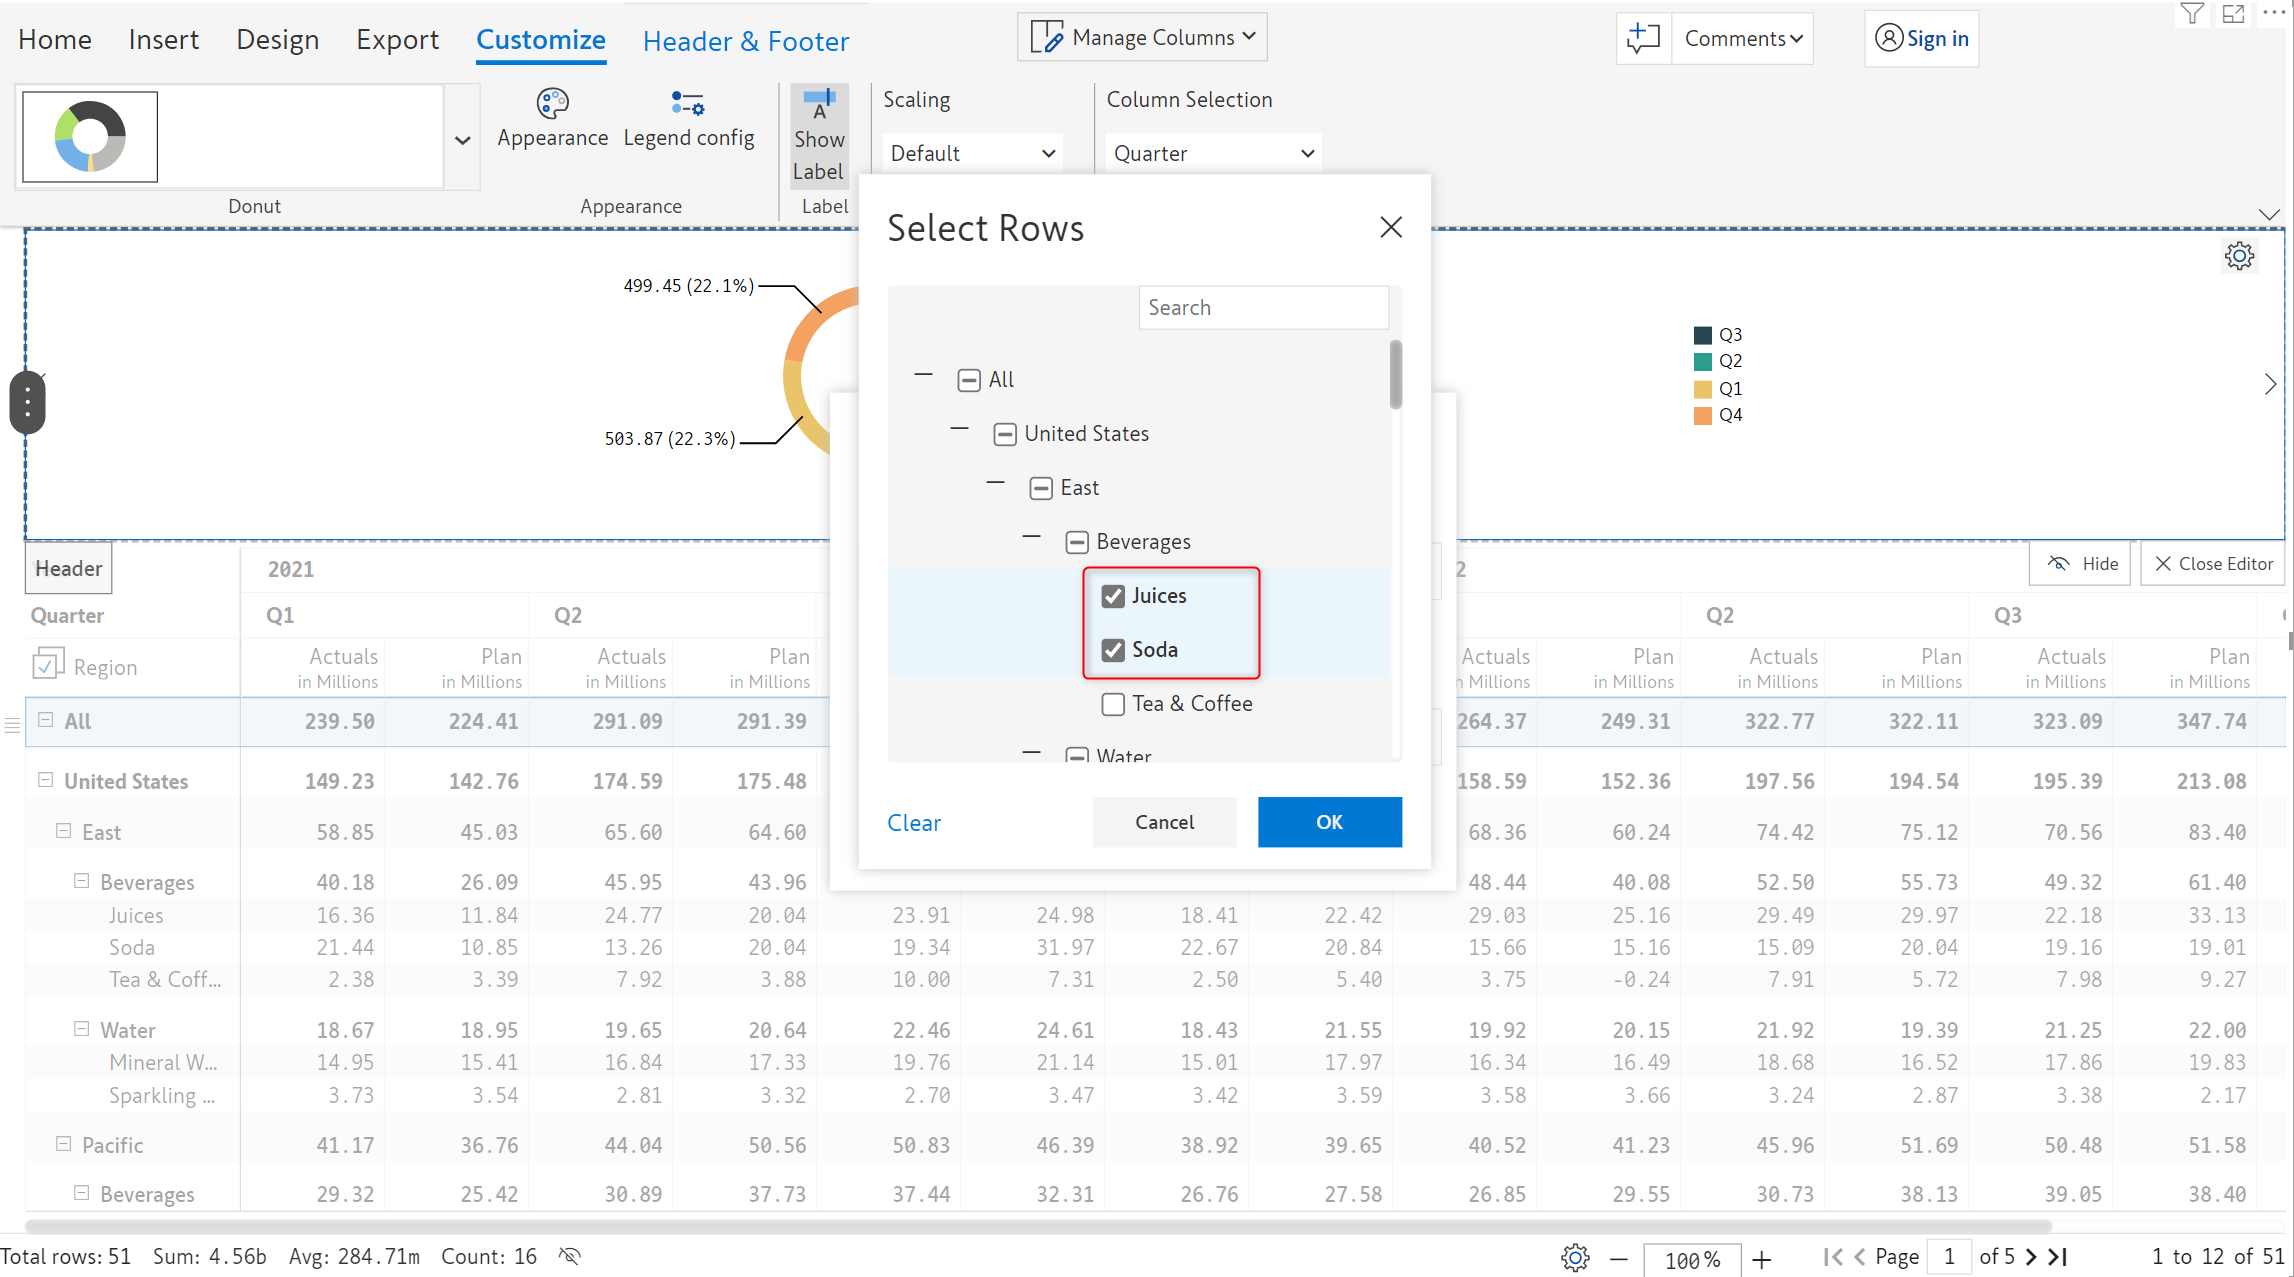 Home Insert Design Export Customize Header & Footer Manage Columns Comments Sign in
Appearance Legend config Show Label
Scaling Column Selection
Default Quarter
Donut Appearance Label
Select Rows
Search
All
United States
East
Beverages
Juices
Soda
Tea & Coffee
Water
Clear Cancel OK
499.45 (22.1%)
503.87 (22.3%)
Q3
Q2
Q1
Q4
Header 2021 2 Hide Close Editor
Quarter Q1 Q2 Q2 Q3
Region Actuals Plan Actuals Plan Actuals Plan Actuals Plan Actuals Plan
in Millions in Millions in Millions in Millions n Millions in Millions in Millions in Millions in Millions in Millions
All 239.50 224.41 291.09 291.39 264.37 249.31 322.77 322.11 323.09 347.74
United States 149.23 142.76 174.59 175.48 158.59 152.36 197.56 194.54 195.39 213.08
East 58.85 45.03 65.60 64.60 68.36 60.24 74.42 75.12 70.56 83.40
Beverages 40.18 26.09 45.95 43.96 48.44 40.08 52.50 55.73 49.32 61.40
Juices 16.36 11.84 24.77 20.04 23.91 24.98 18.41 22.42 29.03 25.16 29.49 29.97 22.18 33.13
Soda 21.44 10.85 13.26 20.04 19.34 31.97 22.67 20.84 15.66 15.16 15.09 20.04 19.16 19.01
Tea & Coff... 2.38 3.39 7.92 3.88 10.00 7.31 2.50 5.40 3.75 -0.24 7.91 5.72 7.98 9.27
Water 18.67 18.95 19.65 20.64 22.46 24.61 18.43 21.55 19.92 20.15 21.92 19.39 21.25 22.00
Mineral W... 14.95 15.41 16.84 17.33 19.76 21.14 15.01 17.97 16.34 16.49 18.68 16.52 17.86 19.83
Sparkling ... 3.73 3.54 2.81 3.32 2.70 3.47 3.42 3.59 3.58 3.66 3.24 2.87 3.38 2.17
Pacific 41.17 36.76 44.04 50.56 50.83 46.39 38.92 39.65 40.52 41.23 45.96 51.69 50.48 51.58
Beverages 29.32 25.42 30.89 37.73 37.44 32.31 26.76 27.58 26.85 29.55 30.73 38.13 39.05 38.40
Total rows: 51 Sum: 4.56b Avg: 284.71m Count: 16 100% Page 1 of 5 1 to 12 of 51